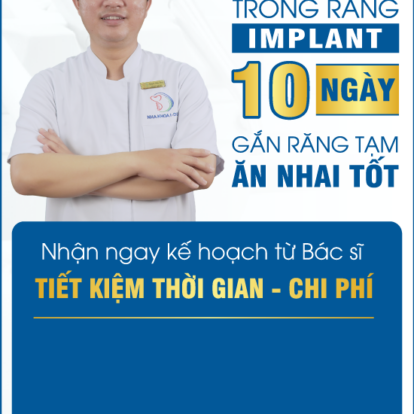 TRỒNG RĂNG
IMPLANT
10 NGÀY
GẮN RĂNG TẠM
ĂN NHAI TỐT
Nhận ngay kế hoạch từ Bác sĩ
TIẾT KIỆM THỜI GIAN - CHI PHÍ